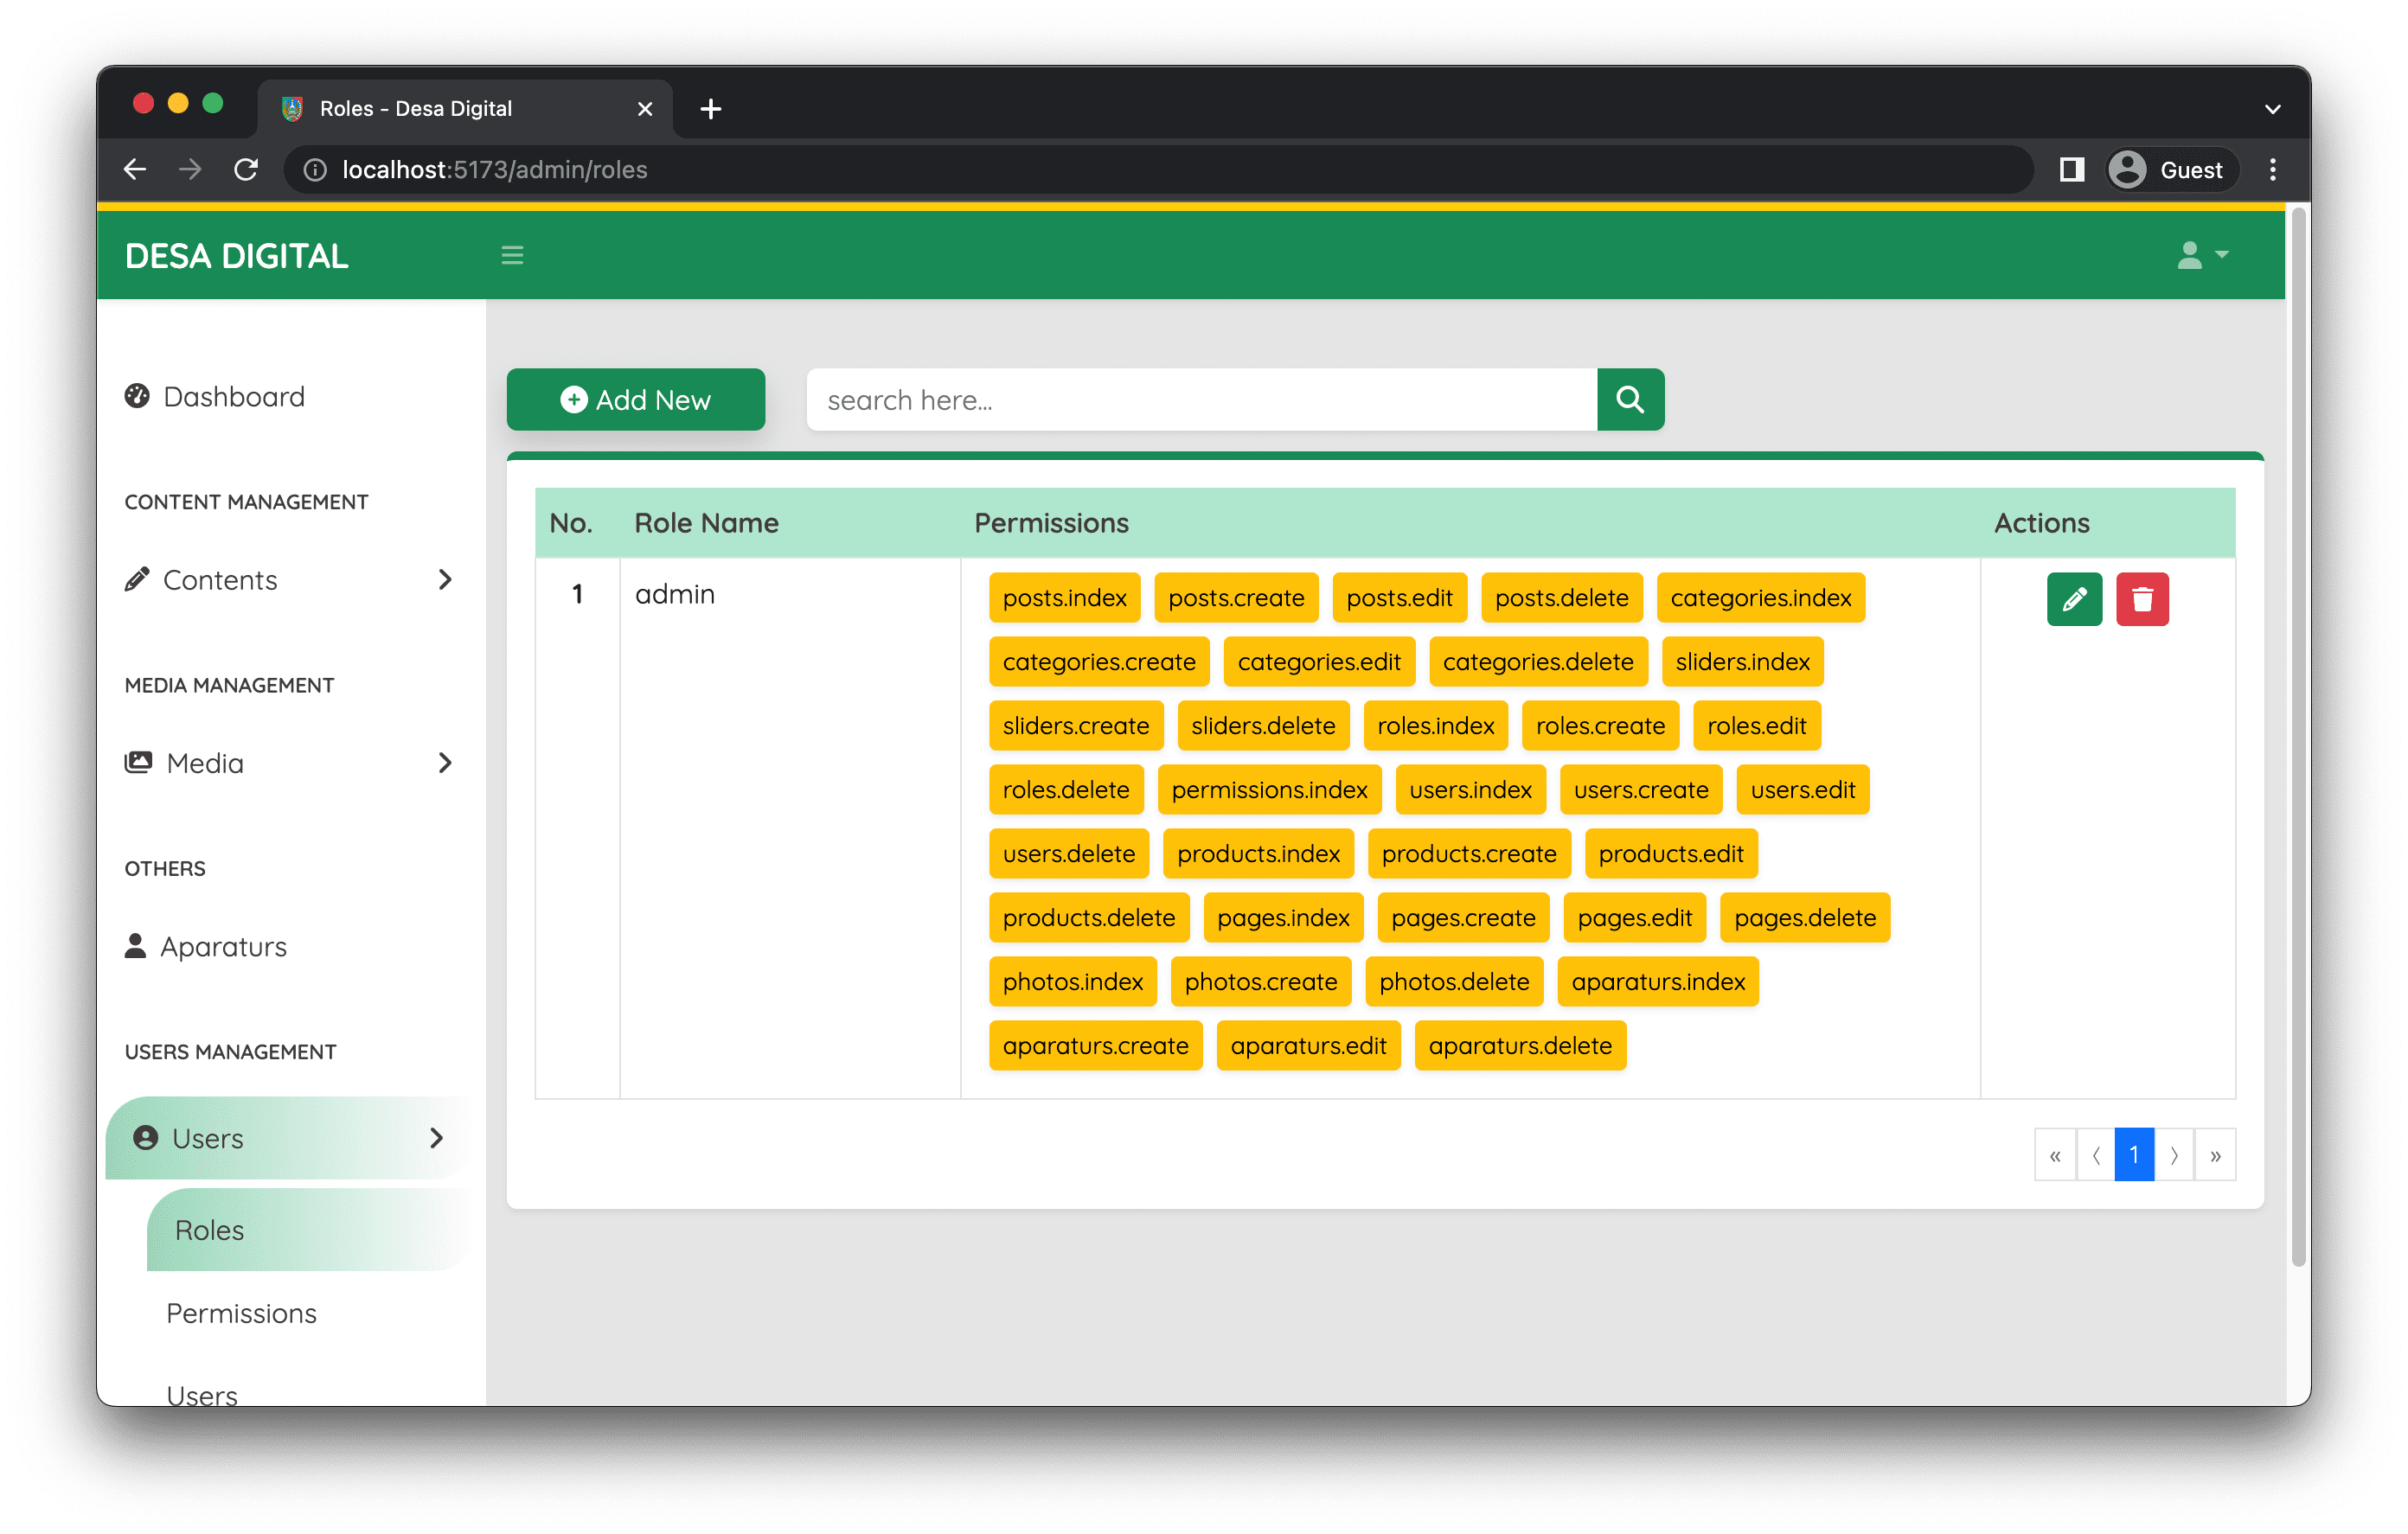 Roles - Desa Digital
localhost:5173/admin/roles
Guest
DESA DIGITAL
Dashboard
CONTENT MANAGEMENT
Contents
MEDIA MANAGEMENT
Media
OTHERS
Aparaturs
USERS MANAGEMENT
Users
Roles
Permissions
Users
Add New
search here...
No. Role Name Permissions Actions
1 admin
posts.index posts.create posts.edit posts.delete categories.index
categories.create categories.edit categories.delete sliders.index
sliders.create sliders.delete roles.index roles.create roles.edit
roles.delete permissions.index users.index users.create users.edit
users.delete products.index products.create products.edit
products.delete pages.index pages.create pages.edit pages.delete
photos.index photos.create photos.delete aparaturs.index
aparaturs.create aparaturs.edit aparaturs.delete
« ‹ 1 › »